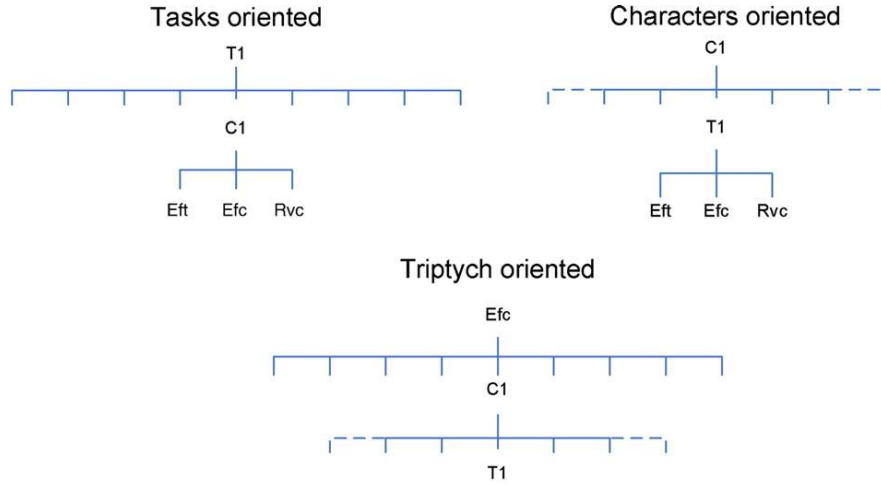 Tasks oriented
T1
C1
Eft Efc Rvc
Characters oriented
C1
T1
Eft Efc Rvc
Triptych oriented
Efc
C1
T1